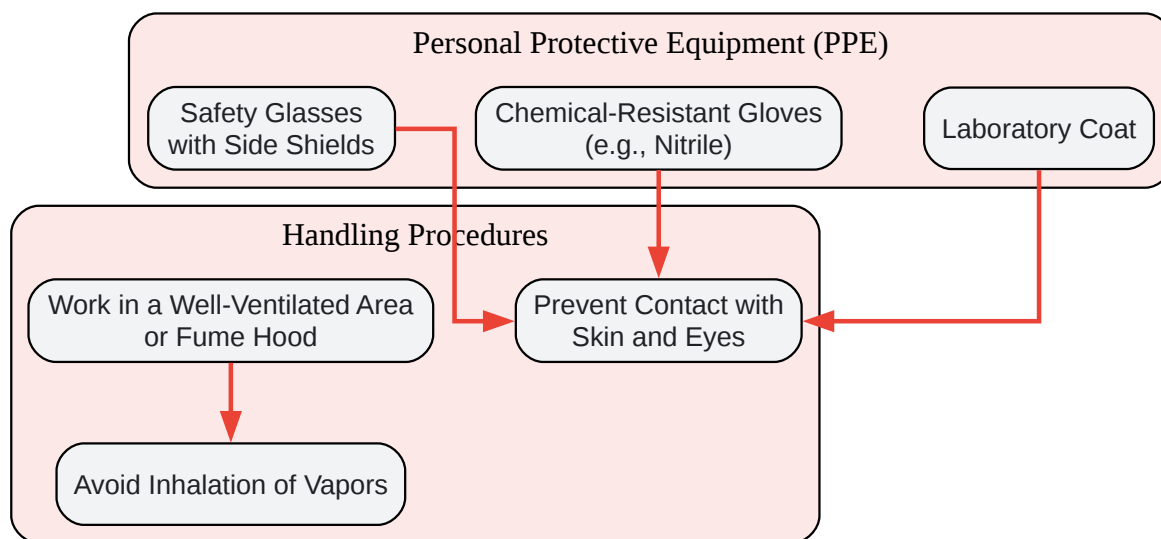 Personal Protective Equipment (PPE)
Safety Glasses
with Side Shields
Chemical-Resistant Gloves
(e.g., Nitrile)
Laboratory Coat
Handling Procedures
Work in a Well-Ventilated Area
or Fume Hood
Prevent Contact with
Skin and Eyes
Avoid Inhalation of Vapors